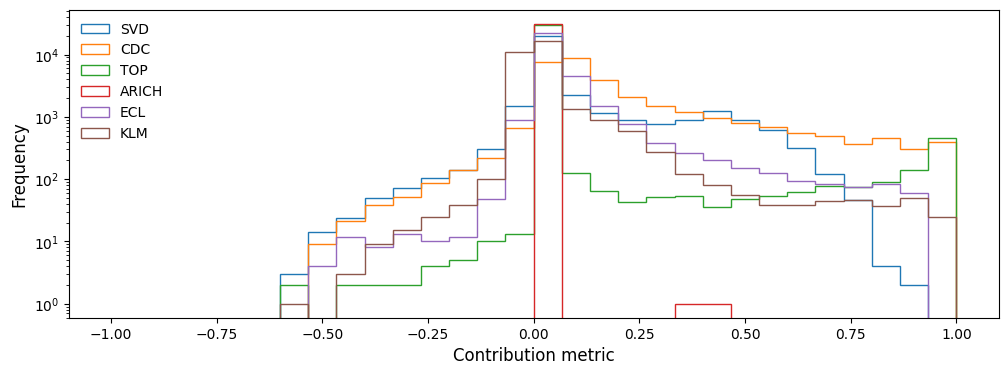 SVD
CDC
TOP
ARICH
ECL
KLM
Frequency
10⁴
10³
10²
10¹
10⁰
−1.00 −0.75 −0.50 −0.25 0.00 0.25 0.50 0.75 1.00
Contribution metric